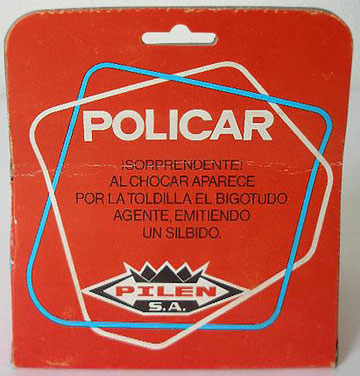 POLICAR
¡SORPRENDENTE!
AL CHOCAR APARECE
POR LA TOLDILLA EL BIGOTUDO
AGENTE, EMITIENDO
UN SILBIDO.
PILEN
S.A.